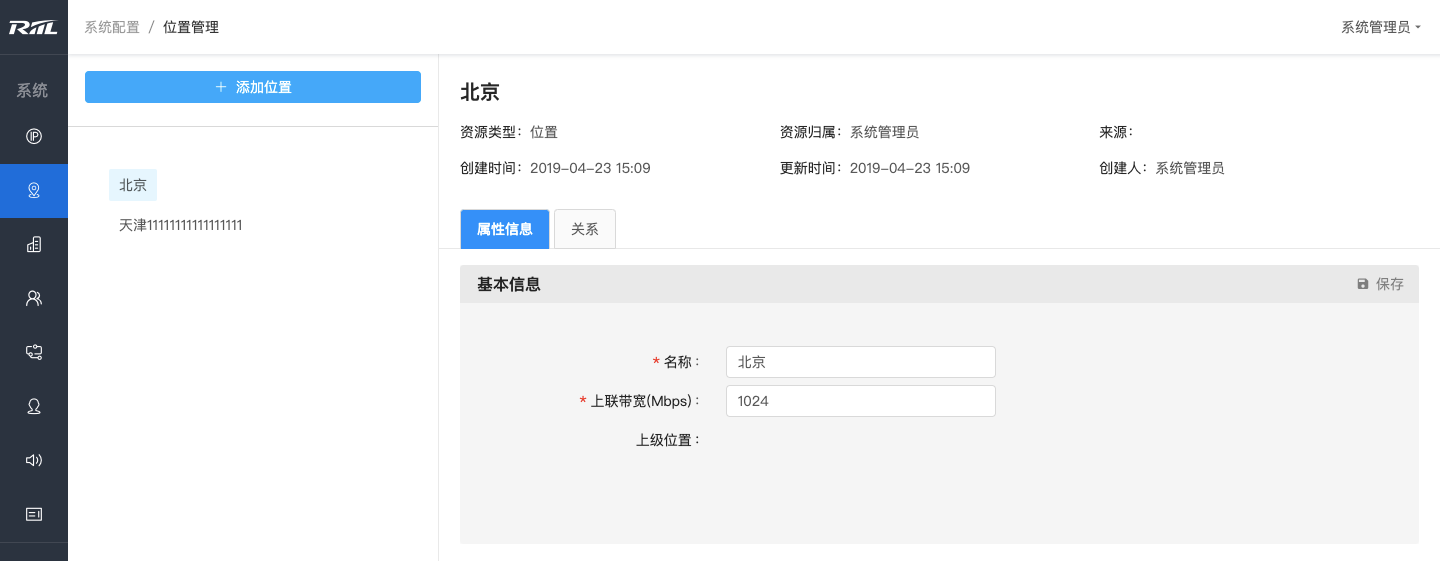 RIIL
系统配置 / 位置管理
系统管理员
系统
添加位置
北京
天津11111111111111111
北京
资源类型：位置
资源归属：系统管理员
来源：
创建时间：2019-04-23 15:09
更新时间：2019-04-23 15:09
创建人：系统管理员
属性信息
关系
基本信息
保存
* 名称：
北京
* 上联带宽(Mbps)：
1024
上级位置：